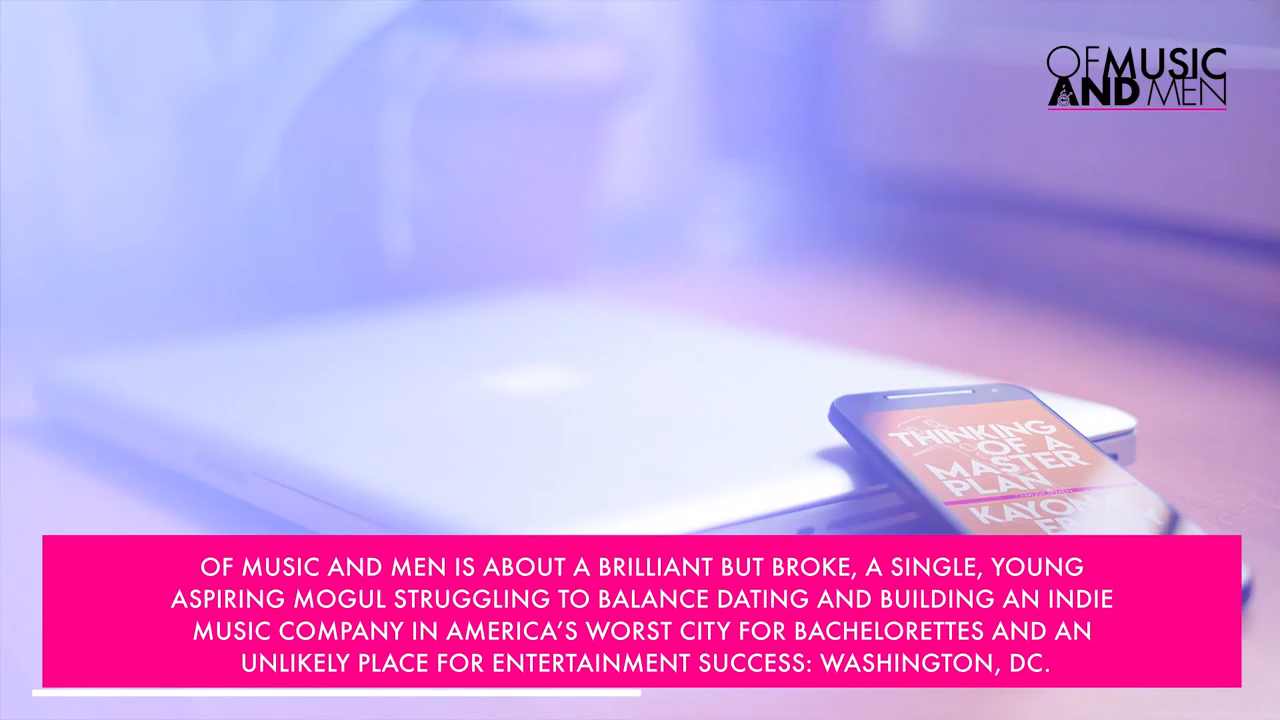 OF MUSIC
AND MEN
THINKING
OF A
MASTER
PLAN
OF MUSIC AND MEN IS ABOUT A BRILLIANT BUT BROKE, A SINGLE, YOUNG
ASPIRING MOGUL STRUGGLING TO BALANCE DATING AND BUILDING AN INDIE
MUSIC COMPANY IN AMERICA’S WORST CITY FOR BACHELORETTES AND AN
UNLIKELY PLACE FOR ENTERTAINMENT SUCCESS: WASHINGTON, DC.